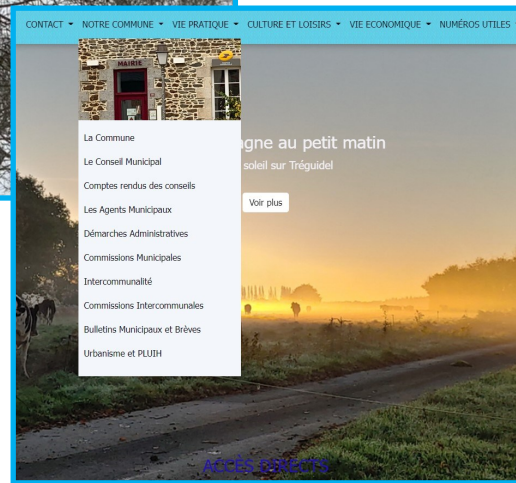 CONTACT NOTRE COMMUNE VIE PRATIQUE CULTURE ET LOISIRS VIE ECONOMIQUE NUMÉROS UTILES
MAIRIE
La Commune
Le Conseil Municipal
Comptes rendus des conseils
Les Agents Municipaux
Démarches Administratives
Commissions Municipales
Intercommunalité
Commissions Intercommunales
Bulletins Municipaux et Brèves
Urbanisme et PLUIH
gne au petit matin
soleil sur Tréguidel
Voir plus
ACCÈS DIRECTS